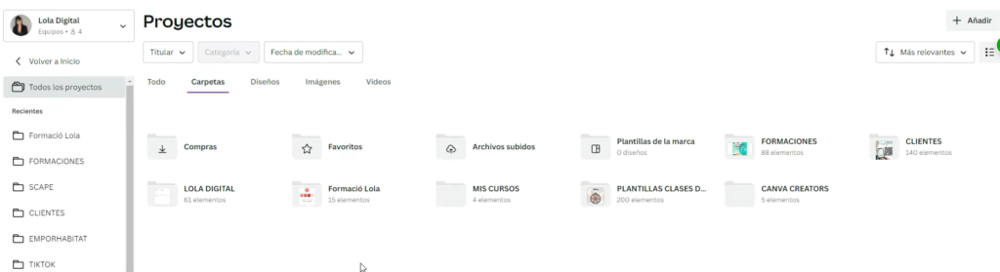 Lola Digital
Equipos • 4
Proyectos
Añadir
Titular
Categoría
Fecha de modifica...
Más relevantes
Volver a Inicio
Todos los proyectos
Todo
Carpetas
Diseños
Imágenes
Vídeos
Recientes
Formació Lola
FORMACIONES
SCAPE
CLIENTES
EMPORHABITAT
TIKTOK
Compras
Favoritos
Archivos subidos
Plantillas de la marca
0 diseños
FORMACIONES
88 elementos
CLIENTES
140 elementos
LOLA DIGITAL
61 elementos
Formació Lola
15 elementos
MIS CURSOS
4 elementos
PLANTILLAS CLASES D...
200 elementos
CANVA CREATORS
5 elementos